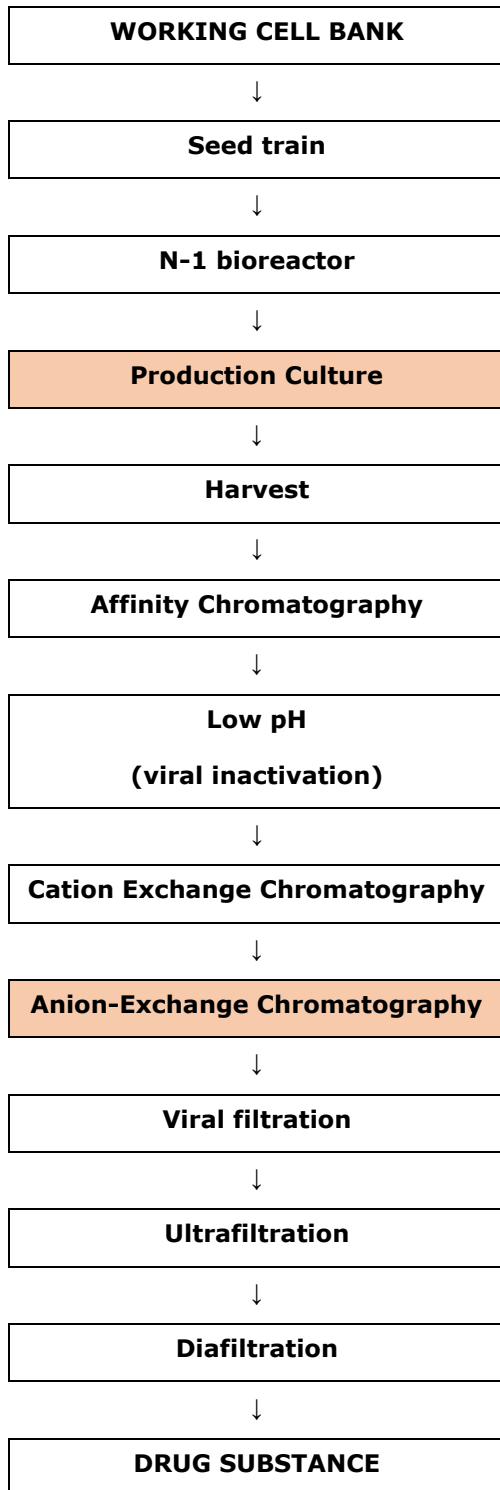 WORKING CELL BANK
↓
Seed train
↓
N-1 bioreactor
↓
Production Culture
↓
Harvest
↓
Affinity Chromatography
↓
Low pH
(viral inactivation)
↓
Cation Exchange Chromatography
↓
Anion-Exchange Chromatography
↓
Viral filtration
↓
Ultrafiltration
↓
Diafiltration
↓
DRUG SUBSTANCE